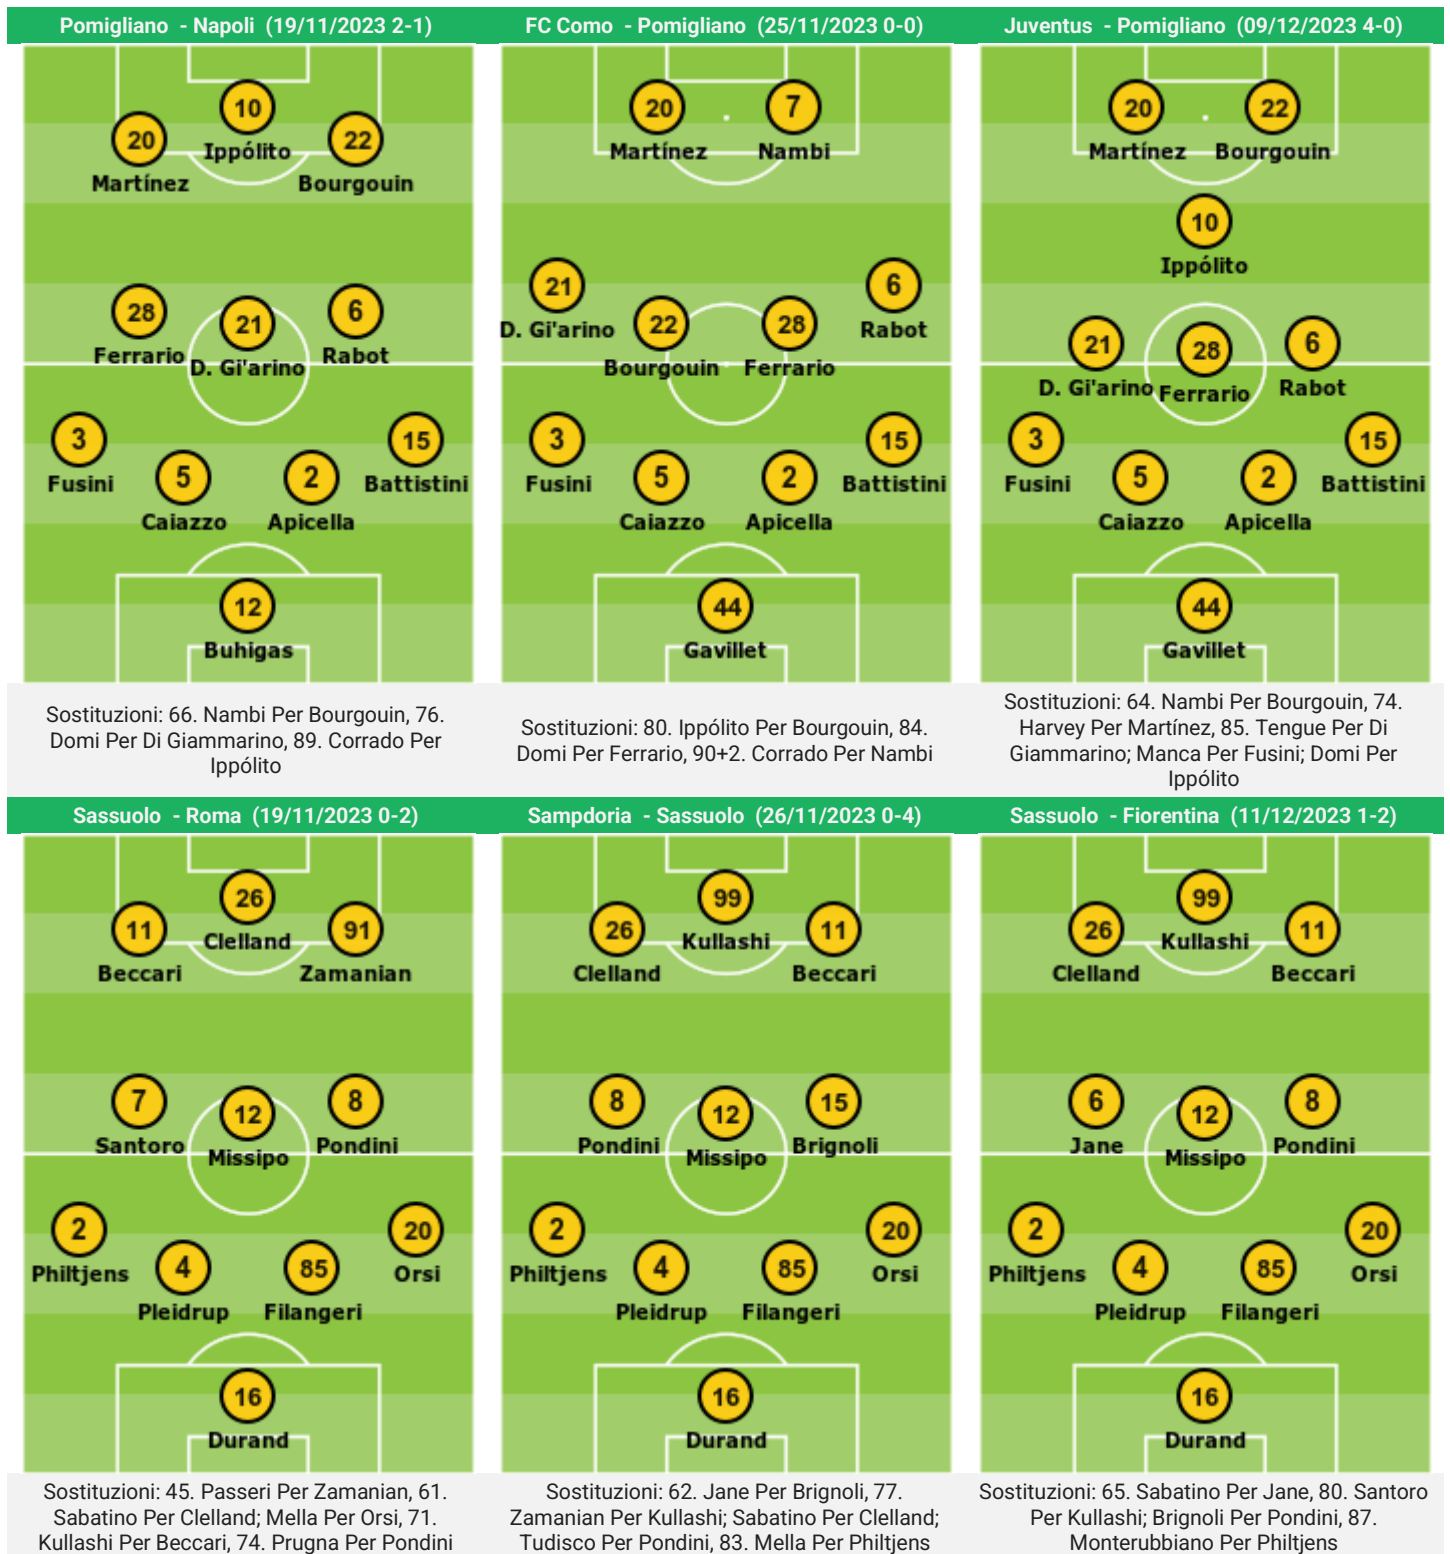 Pomigliano - Napoli (19/11/2023 2-1)
10
Ippólito
20
Martínez
22
Bourgouin
28
Ferrario
21
D. Gi'arino
6
Rabot
3
Fusini
5
Caiazzo
2
Apicella
15
Battistini
12
Buhigas
Sostituzioni: 66. Nambi Per Bourgouin, 76.
Domi Per Di Giammarino, 89. Corrado Per
Ippólito
FC Como - Pomigliano (25/11/2023 0-0)
20
Martínez
7
Nambi
21
D. Gi'arino
22
Bourgouin
28
Ferrario
6
Rabot
3
Fusini
5
Caiazzo
2
Apicella
15
Battistini
44
Gavillet
Sostituzioni: 80. Ippólito Per Bourgouin, 84.
Domi Per Ferrario, 90+2. Corrado Per Nambi
Juventus - Pomigliano (09/12/2023 4-0)
20
Martínez
22
Bourgouin
10
Ippólito
21
D. Gi'arino
28
Ferrario
6
Rabot
3
Fusini
5
Caiazzo
2
Apicella
15
Battistini
44
Gavillet
Sostituzioni: 64. Nambi Per Bourgouin, 74.
Harvey Per Martínez, 85. Tengue Per Di
Giammarino; Manca Per Fusini; Domi Per
Ippólito
Sassuolo - Roma (19/11/2023 0-2)
26
Clelland
11
Beccari
91
Zamanian
7
Santoro
12
Missipo
8
Pondini
2
Philtjens
4
Pleidrup
85
Filangeri
20
Orsi
16
Durand
Sostituzioni: 45. Passeri Per Zamanian, 61.
Sabatino Per Clelland; Mella Per Orsi, 71.
Kullashi Per Beccari, 74. Prugna Per Pondini
Sampdoria - Sassuolo (26/11/2023 0-4)
99
Kullashi
26
Clelland
11
Beccari
8
Pondini
12
Missipo
15
Brignoli
2
Philtjens
4
Pleidrup
85
Filangeri
20
Orsi
16
Durand
Sostituzioni: 62. Jane Per Brignoli, 77.
Zamanian Per Kullashi; Sabatino Per Clelland;
Tudisco Per Pondini, 83. Mella Per Philtjens
Sassuolo - Fiorentina (11/12/2023 1-2)
99
Kullashi
26
Clelland
11
Beccari
6
Jane
12
Missipo
8
Pondini
2
Philtjens
4
Pleidrup
85
Filangeri
20
Orsi
16
Durand
Sostituzioni: 65. Sabatino Per Jane, 80. Santoro
Per Kullashi; Brignoli Per Pondini, 87.
Monterubbiano Per Philtjens